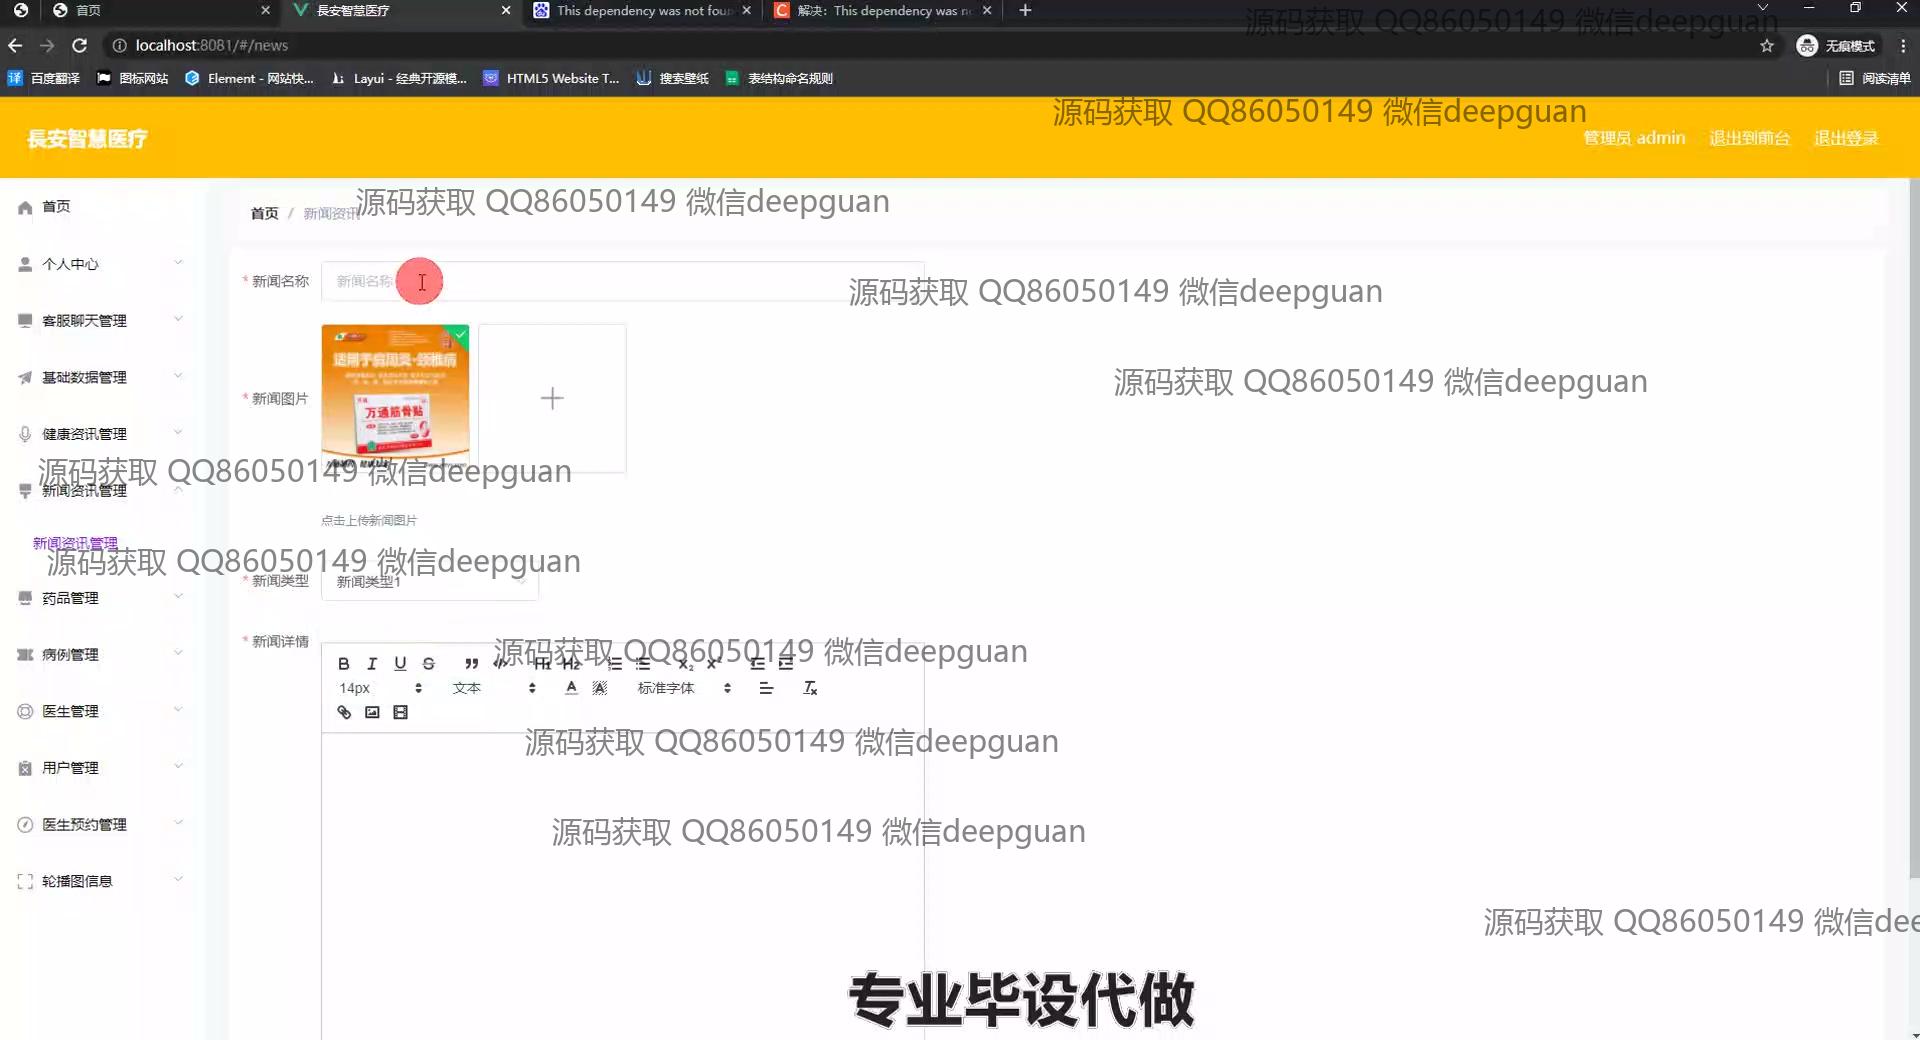 首页
長安智慧医疗
This dependency was not foun
解决：This dependency was n
源码获取 QQ86050149 微信deepguan
localhost:8081/#/news
无痕模式
百度翻译
图标网站
Element - 网站快...
Layui - 经典开源模...
HTML5 Website T...
搜索壁纸
表结构命名规则
阅读清单
源码获取 QQ86050149 微信deepguan
長安智慧医疗
管理员 admin
退出到前台
退出登录
源码获取 QQ86050149 微信deepguan
首页
首页 / 新闻资讯
个人中心
* 新闻名称
新闻名称
源码获取 QQ86050149 微信deepguan
客服聊天管理
适用于肩周炎·颈椎病
万通筋骨贴
基础数据管理
源码获取 QQ86050149 微信deepguan
* 新闻图片
健康资讯管理
源码获取 QQ86050149 微信deepguan
新闻资讯管理
点击上传新闻图片
新闻资讯管理
源码获取 QQ86050149 微信deepguan
* 新闻类型
新闻类型1
药品管理
* 新闻详情
源码获取 QQ86050149 微信deepguan
病例管理
B I U S H1 H2 X₂ X²
14px
文本
标准字体
医生管理
源码获取 QQ86050149 微信deepguan
用户管理
医生预约管理
源码获取 QQ86050149 微信deepguan
轮播图信息
源码获取 QQ86050149 微信dee
专业毕设代做